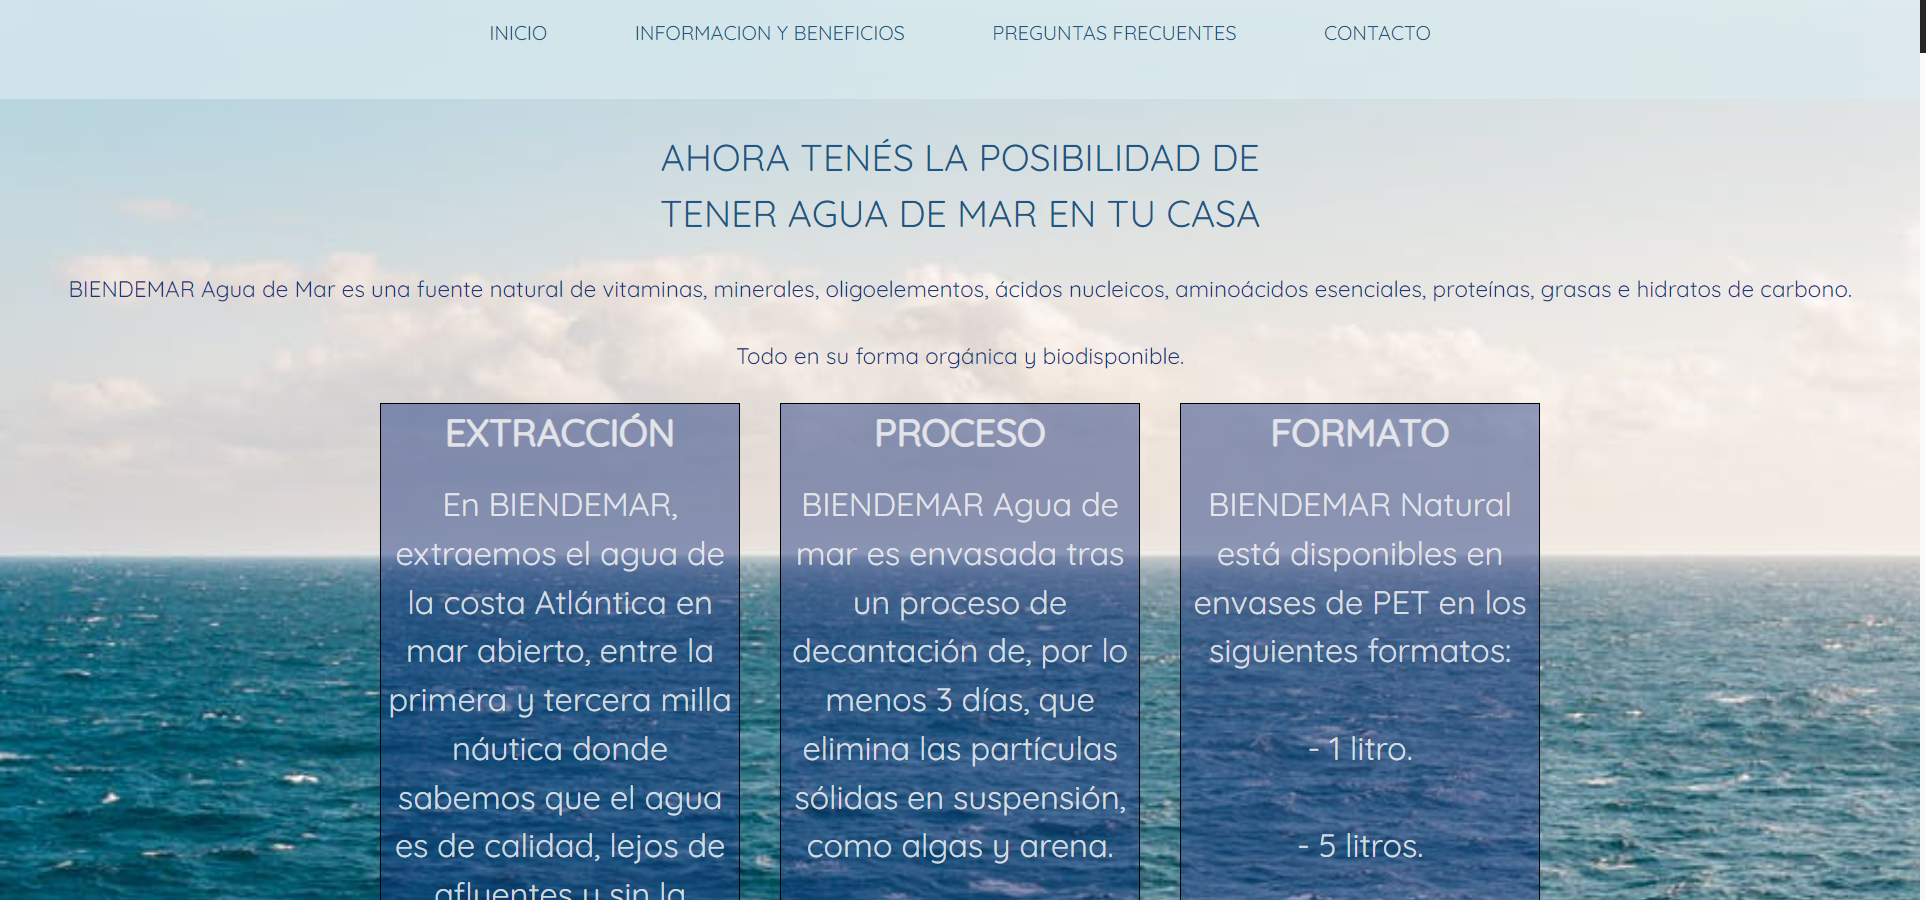 INICIO
INFORMACION Y BENEFICIOS
PREGUNTAS FRECUENTES
CONTACTO
AHORA TENÉS LA POSIBILIDAD DE
TENER AGUA DE MAR EN TU CASA
BIENDEMAR Agua de Mar es una fuente natural de vitaminas, minerales, oligoelementos, ácidos nucleicos, aminoácidos esenciales, proteínas, grasas e hidratos de carbono.
Todo en su forma orgánica y biodisponible.
EXTRACCIÓN
En BIENDEMAR,
extraemos el agua de
la costa Atlántica en
mar abierto, entre la
primera y tercera milla
náutica donde
sabemos que el agua
es de calidad, lejos de
afluentes y sin la
PROCESO
BIENDEMAR Agua de
mar es envasada tras
un proceso de
decantación de, por lo
menos 3 días, que
elimina las partículas
sólidas en suspensión,
como algas y arena.
FORMATO
BIENDEMAR Natural
está disponibles en
envases de PET en los
siguientes formatos:
- 1 litro.
- 5 litros.